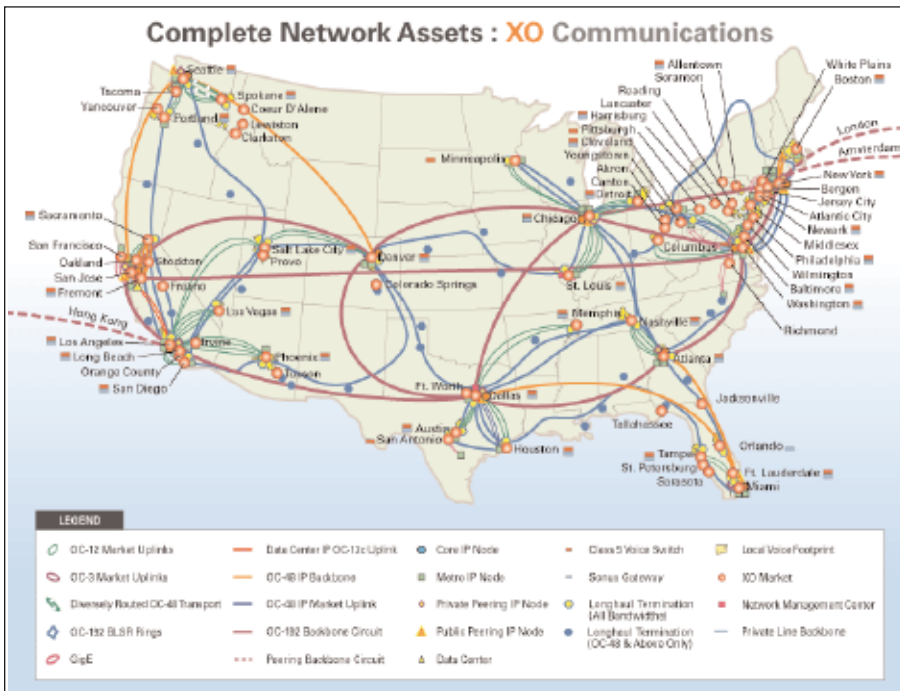 Complete Network Assets : XO Communications
Seattle
Tacoma
Vancouver
Portland
Spokane
Coeur D'Alene
Lewiston
Clarkston
Minneapolis
Allentown
Scranton
Reading
Lancaster
Harrisburg
Pittsburgh
Cleveland
Youngstown
Akron
Canton
Detroit
Chicago
Columbus
White Plains
Boston
London
Amsterdam
New York
Bergen
Jersey City
Atlantic City
Newark
Middlesex
Philadelphia
Wilmington
Baltimore
Washington
Richmond
Sacramento
San Francisco
Oakland
San Jose
Fremont
Stockton
Fresno
Salt Lake City
Provo
Denver
Colorado Springs
St. Louis
Las Vegas
Memphis
Nashville
Hong Kong
Los Angeles
Long Beach
Orange County
San Diego
Irvine
Phoenix
Tucson
Ft. Worth
Dallas
Atlanta
Austin
San Antonio
Houston
Jacksonville
Tallahassee
Orlando
Tampa
St. Petersburg
Sarasota
Ft. Lauderdale
Miami
LEGEND
OC-12 Market Uplinks
OC-3 Market Uplinks
Diversely Routed OC-48 Transport
OC-192 BLSR Rings
GigE
Data Center IP OC-12c Uplink
OC-48 IP Backbone
OC-48 IP Market Uplink
OC-192 Backbone Circuit
Peering Backbone Circuit
Core IP Node
Metro IP Node
Private Peering IP Node
Public Peering IP Node
Data Center
Class 5 Voice Switch
Sonus Gateway
Longhaul Termination
(All Bandwidths)
Longhaul Termination
(OC-48 & Above Only)
Local Voice Footprint
XO Market
Network Management Center
Private Line Backbone